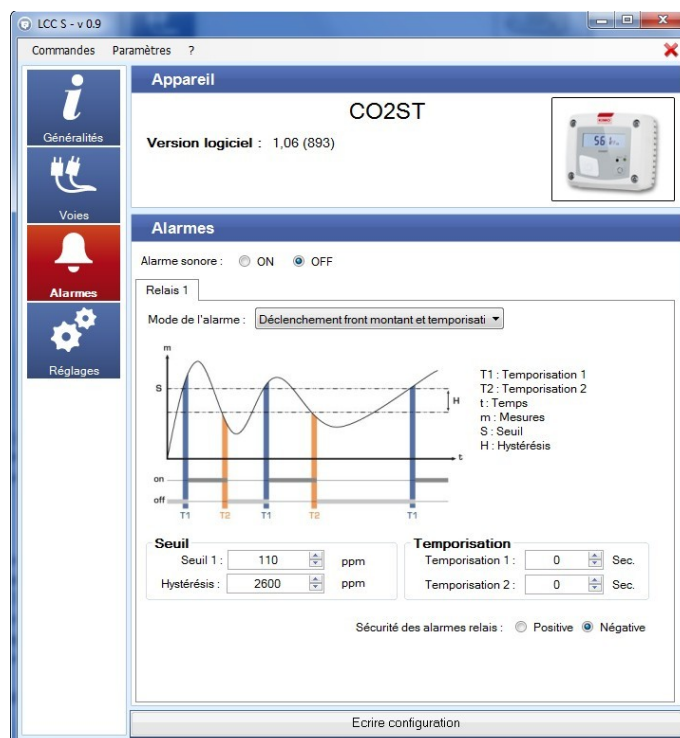 LCC S - v 0.9
Commandes Paramètres ?
Généralités
Voies
Alarmes
Réglages
Appareil
CO2ST
Version logiciel : 1,06 (893)
561
Alarmes
Alarme sonore : ON OFF
Relais 1
Mode de l'alarme : Déclenchement front montant et temporisati
m
S
H
t
on
off
T1 T2 T1 T2 T1
T1 : Temporisation 1
T2 : Temporisation 2
t : Temps
m : Mesures
S : Seuil
H : Hystérésis
Seuil
Seuil 1 : 110 ppm
Hystérésis : 2600 ppm
Temporisation
Temporisation 1 : 0 Sec.
Temporisation 2 : 0 Sec.
Sécurité des alarmes relais : Positive Négative
Ecrire configuration